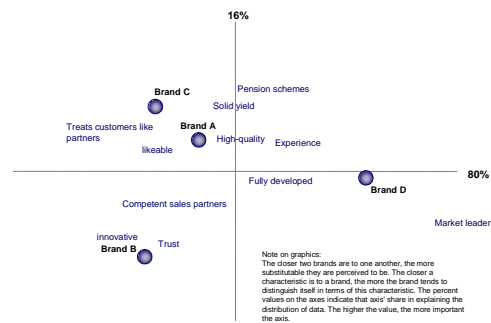 16%
Brand C
Pension schemes
Solid yield
Treats customers like
partners
Brand A
High-quality
Experience
likeable
80%
Fully developed
Brand D
Competent sales partners
Market leader
innovative
Trust
Brand B
Note on graphics:
The closer two brands are to one another, the more
substitutable they are perceived to be. The closer a
characteristic is to a brand, the more the brand tends to
distinguish itself in terms of this characteristic. The percent
values on the axes indicate that axis' share in explaining the
distribution of data. The higher the value, the more important
the axis.